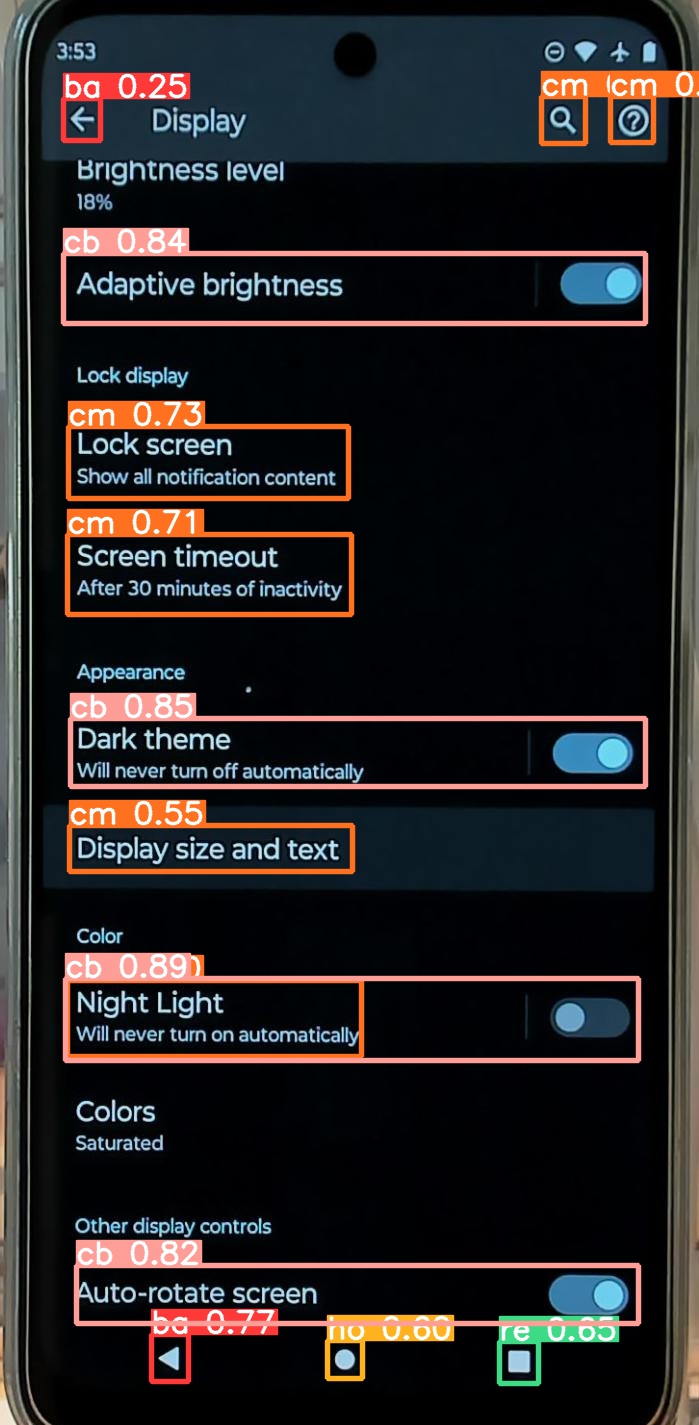 3:53
ba 0.25
cm
cm 0.
Display
Brightness level
18%
cb 0.84
Adaptive brightness
Lock display
cm 0.73
Lock screen
Show all notification content
cm 0.71
Screen timeout
After 30 minutes of inactivity
Appearance
cb 0.85
Dark theme
Will never turn off automatically
cm 0.55
Display size and text
Color
cb 0.89
Night Light
Will never turn on automatically
Colors
Saturated
Other display controls
cb 0.82
Auto-rotate screen
ba 0.77
ho 0.60
re 0.65